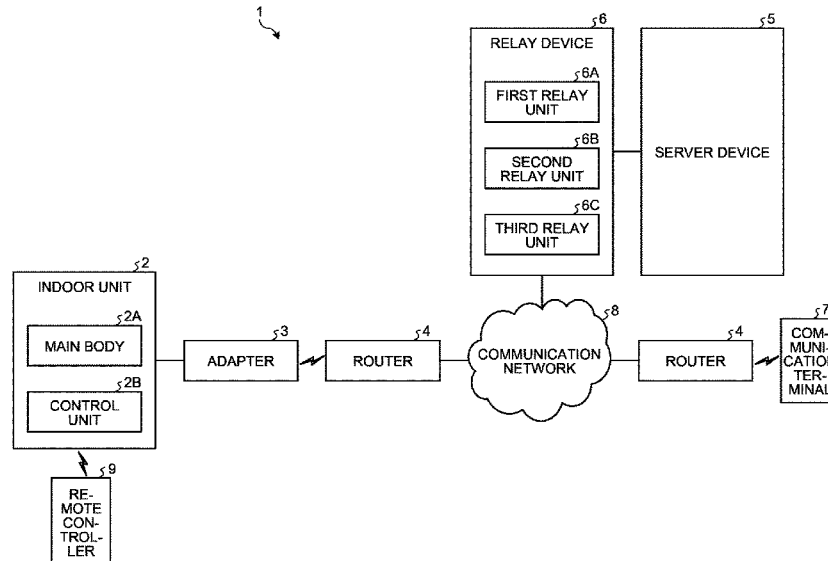 1
6
RELAY DEVICE
6A
FIRST RELAY
UNIT
6B
SECOND
RELAY UNIT
6C
THIRD RELAY
UNIT
5
SERVER DEVICE
2
INDOOR UNIT
2A
MAIN BODY
2B
CONTROL
UNIT
3
ADAPTER
4
ROUTER
8
COMMUNICATION
NETWORK
4
ROUTER
7
COM-
MUNI-
CATION
TER-
MINAL
9
RE-
MOTE
CON-
TROL-
LER